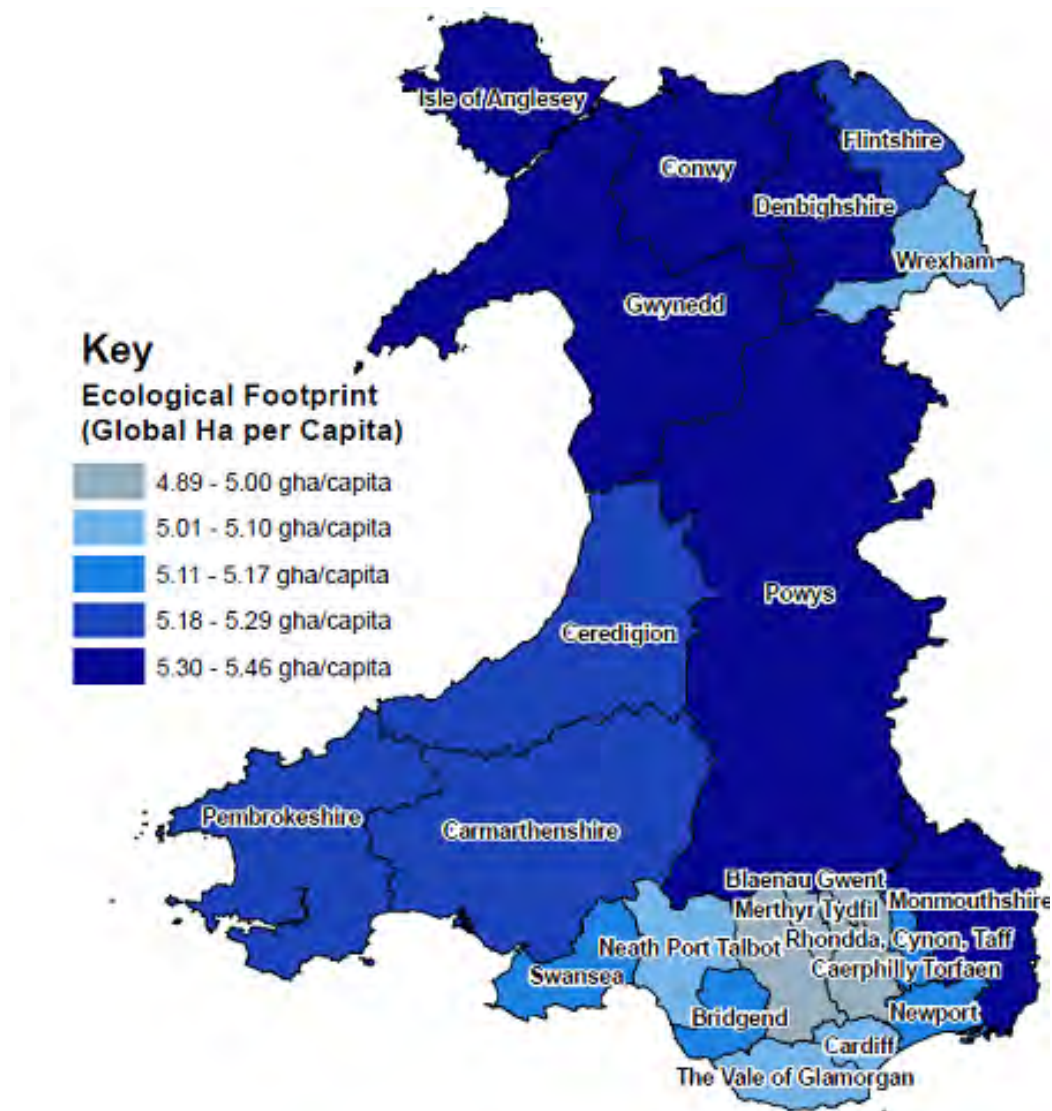 Isle of Anglesey
Flintshire
Conwy
Denbighshire
Wrexham
Gwynedd
Key
Ecological Footprint
(Global Ha per Capita)
4.89 - 5.00 gha/capita
5.01 - 5.10 gha/capita
5.11 - 5.17 gha/capita
5.18 - 5.29 gha/capita
5.30 - 5.46 gha/capita
Powys
Ceredigion
Pembrokeshire
Carmarthenshire
Blaenau Gwent
Monmouthshire
Merthyr Tydfil
Rhondda, Cynon, Taff
Neath Port Talbot
Caerphilly
Torfaen
Swansea
Bridgend
Newport
Cardiff
The Vale of Glamorgan